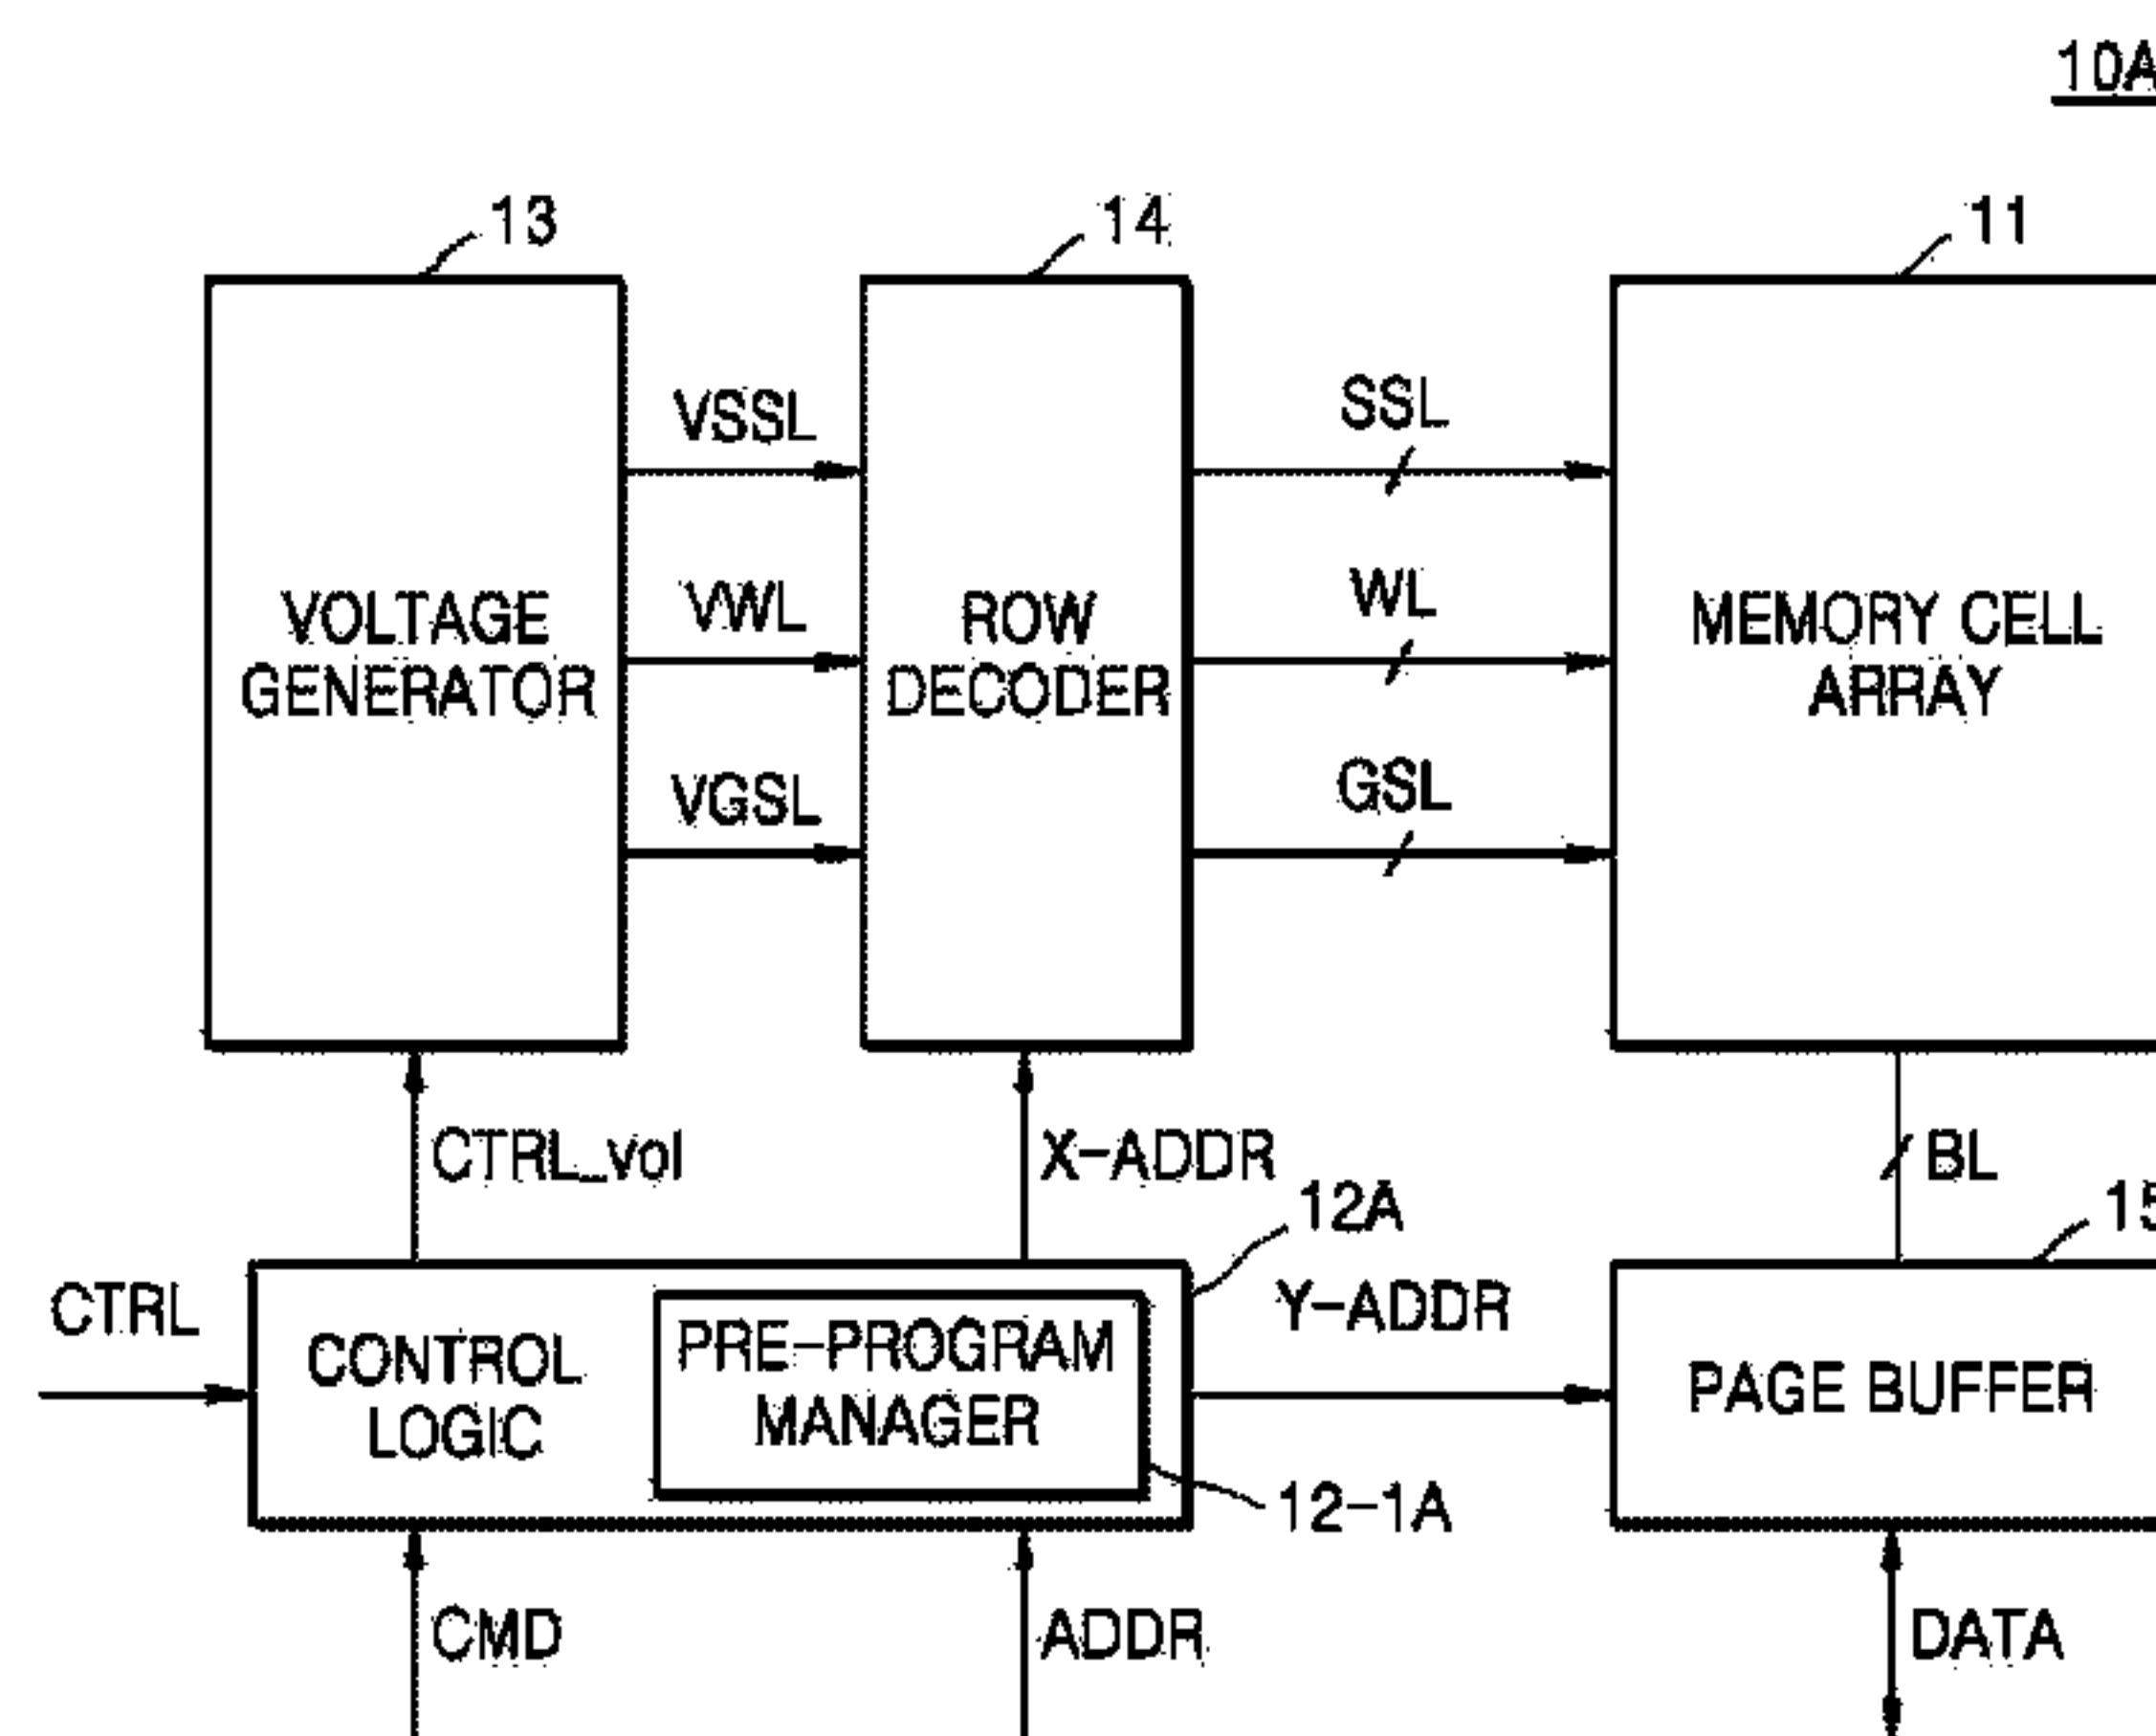 10A
13
14
11
VSSL
SSL
VWL
WL
VOLTAGE
GENERATOR
ROW
DECODER
MEMORY CELL
ARRAY
VGSL
GSL
CTRL_vol
X-ADDR
BL
12A
15
CTRL
Y-ADDR
CONTROL
LOGIC
PRE-PROGRAM
MANAGER
PAGE BUFFER
12-1A
CMD
ADDR
DATA